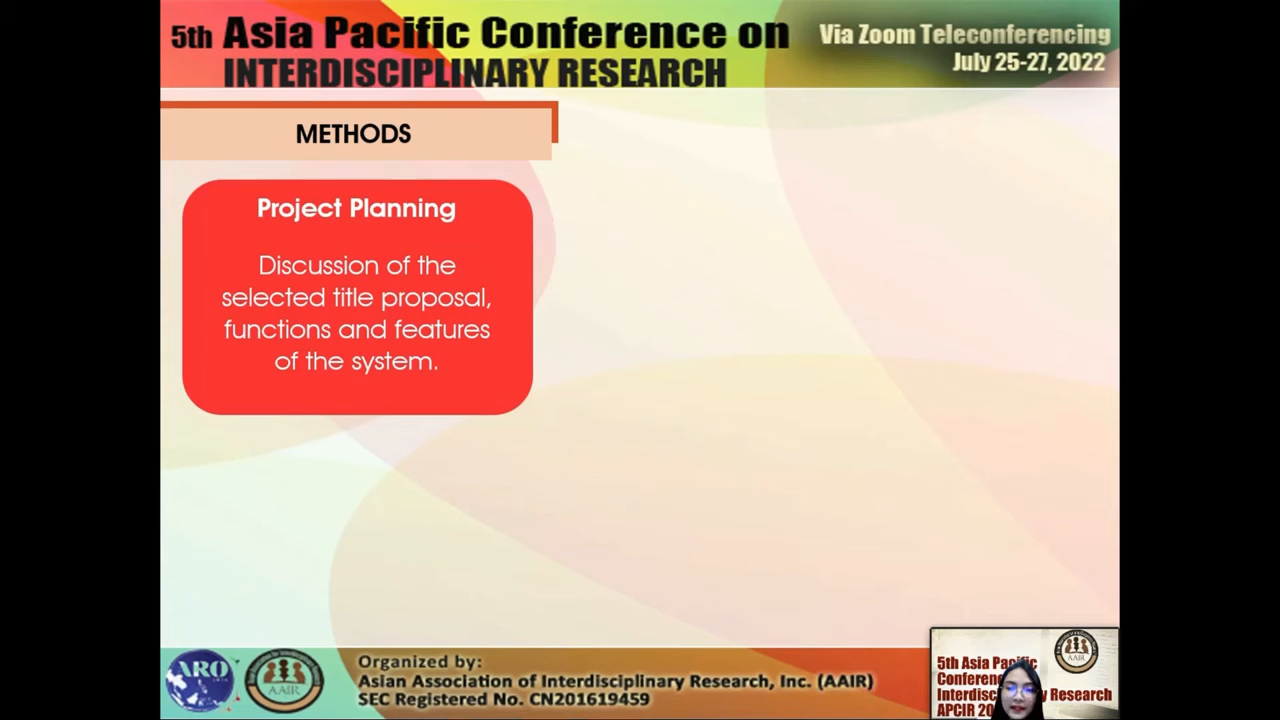 5th Asia Pacific Conference on
INTERDISCIPLINARY RESEARCH
Via Zoom Teleconferencing
July 25-27, 2022
METHODS
Project Planning
Discussion of the
selected title proposal,
functions and features
of the system.
ARO
AAIR
Organized by:
Asian Association of Interdisciplinary Research, Inc. (AAIR)
SEC Registered No. CN201619459
AAIR
5th Asia Pacific
Research
APCIR